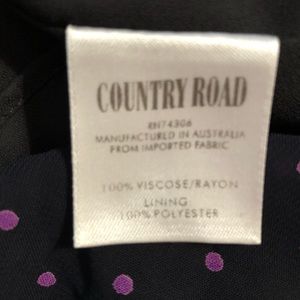 COUNTRY ROAD
RN74306
MANUFACTURED IN AUSTRALIA
FROM IMPORTED FABRIC
100% VISCOSE/RAYON
LINING
100% POLYESTER